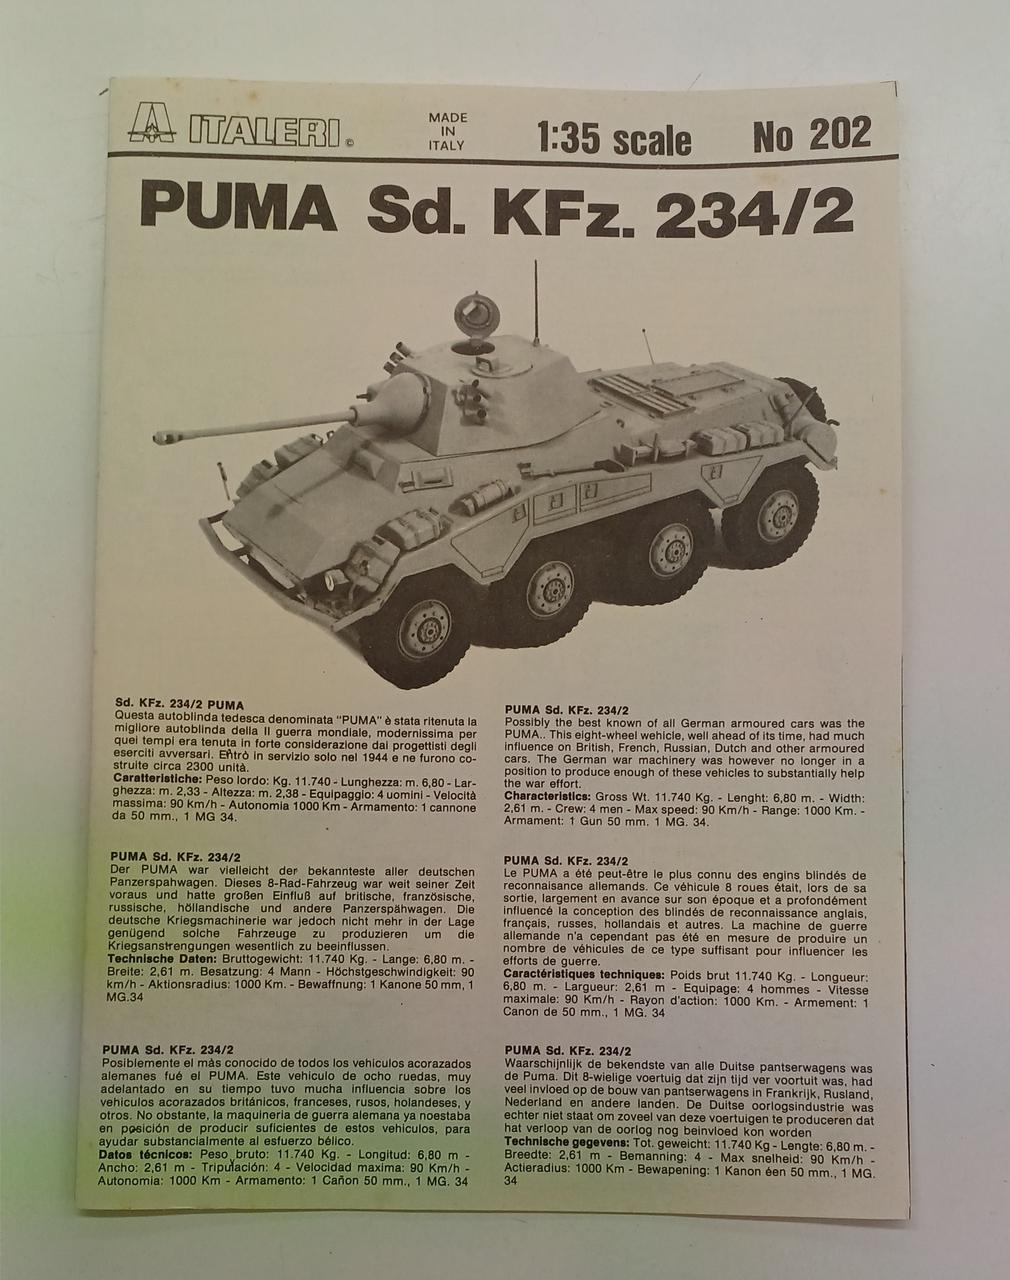 ITALERI ©
MADE
IN
ITALY
1:35 scale
No 202
PUMA Sd. KFz. 234/2
Sd. KFz. 234/2 PUMA
Questa autoblinda tedesca denominata "PUMA" è stata ritenuta la
migliore autoblinda della II guerra mondiale, modernissima per
quei tempi era tenuta in forte considerazione dai progettisti degli
eserciti avversari. Entrò in servizio solo nel 1944 e ne furono co-
struite circa 2300 unità.
Caratteristiche: Peso lordo: Kg. 11.740 - Lunghezza: m. 6,80 - Lar-
ghezza: m. 2,33 - Altezza: m. 2,38 - Equipaggio: 4 uomini - Velocità
massima: 90 Km/h - Autonomia 1000 Km - Armamento: 1 cannone
da 50 mm., 1 MG 34.
PUMA Sd. KFz. 234/2
Possibly the best known of all German armoured cars was the
PUMA.. This eight-wheel wehicle, well ahead of its time, had much
influence on British, French, Russian, Dutch and other armoured
cars. The German war machinery was however no longer in a
position to produce enough of these vehicles to substantially help
the war effort.
Characteristics: Gross Wt. 11.740 Kg. - Lenght: 6,80 m. - Width:
2,61 m. - Crew: 4 men - Max speed: 90 Km/h - Range: 1000 Km. -
Armament: 1 Gun 50 mm. 1 MG. 34.
PUMA Sd. KFz. 234/2
Der PUMA war vielleicht der bekannteste aller deutschen
Panzerspahwagen. Dieses 8-Rad-Fahrzeug war weit seiner Zeit
voraus und hatte großen Einfluß auf britische, französische,
russische, höllandische und andere Panzerspähwagen. Die
deutsche Kriegsmachinerie war jedoch nicht mehr in der Lage
genügend solche Fahrzeuge zu produzieren um die
Kriegsanstrengungen wesentlich zu beeinflussen.
Technische Daten: Bruttogewicht: 11.740 Kg. - Lange: 6,80 m. -
Breite: 2,61 m. Besatzung: 4 Mann - Höchstgeschwindigkeit: 90
km/h - Aktionsradius: 1000 Km. - Bewaffnung: 1 Kanone 50 mm, 1
MG.34
PUMA Sd. KFz. 234/2
Le PUMA a été peut-être le plus connu des engins blindés de
reconnaisance allemands. Ce véhicule 8 roues était, lors de sa
sortie, largement en avance sur son époque et a profondément
influencé la conception des blindés de reconnaissance anglais,
français, russes, hollandais et autres. La machine de guerre
allemande n'a cependant pas été en mesure de produire un
nombre de véhicules de ce type suffisant pour influencer les
efforts de guerre.
Caractéristiques techniques: Poids brut 11.740 Kg. - Longueur:
6,80 m. - Largueur: 2,61 m - Equipage: 4 hommes - Vitesse
maximale: 90 Km/h - Rayon d'action: 1000 Km. - Armement: 1
Canon de 50 mm., 1 MG. 34
PUMA Sd. KFz. 234/2
Posiblemente el màs conocido de todos los vehiculos acorazados
alemanes fué el PUMA. Este vehiculo de ocho ruedas, muy
adelantado en su tiempo tuvo mucha influencia sobre los
vehiculos acorazados británicos, franceses, rusos, holandeses, y
otros. No obstante, la maquineria de guerra alemana ya noestaba
en posición de producir suficientes de estos vehiculos, para
ayudar substancialmente al esfuerzo bélico.
Datos técnicos: Peso bruto: 11.740 Kg. - Longitud: 6,80 m -
Ancho: 2,61 m - Tripulación: 4 - Velocidad maxima: 90 Km/h -
Autonomia: 1000 Km - Armamento: 1 Cañon 50 mm., 1 MG. 34
PUMA Sd. KFz. 234/2
Waarschijnlijk de bekendste van alle Duitse pantserwagens was
de Puma. Dit 8-wielige voertuig dat zijn tijd ver voortuit was, had
veel invloed op de bouw van pantserwagens in Frankrijk, Rusland,
Nederland en andere landen. De Duitse oorlogsindustrie was
echter niet staat om zoveel van deze voertuigen te produceren dat
het verloop van de oorlog nog beinvloed kon worden
Technische gegevens: Tot. geweicht: 11.740 Kg - Lengte: 6,80 m. -
Breedte: 2,61 m - Bemanning: 4 - Max snelheid: 90 Km/h -
Actieradius: 1000 Km - Bewapening: 1 Kanon éen 50 mm., 1 MG.
34